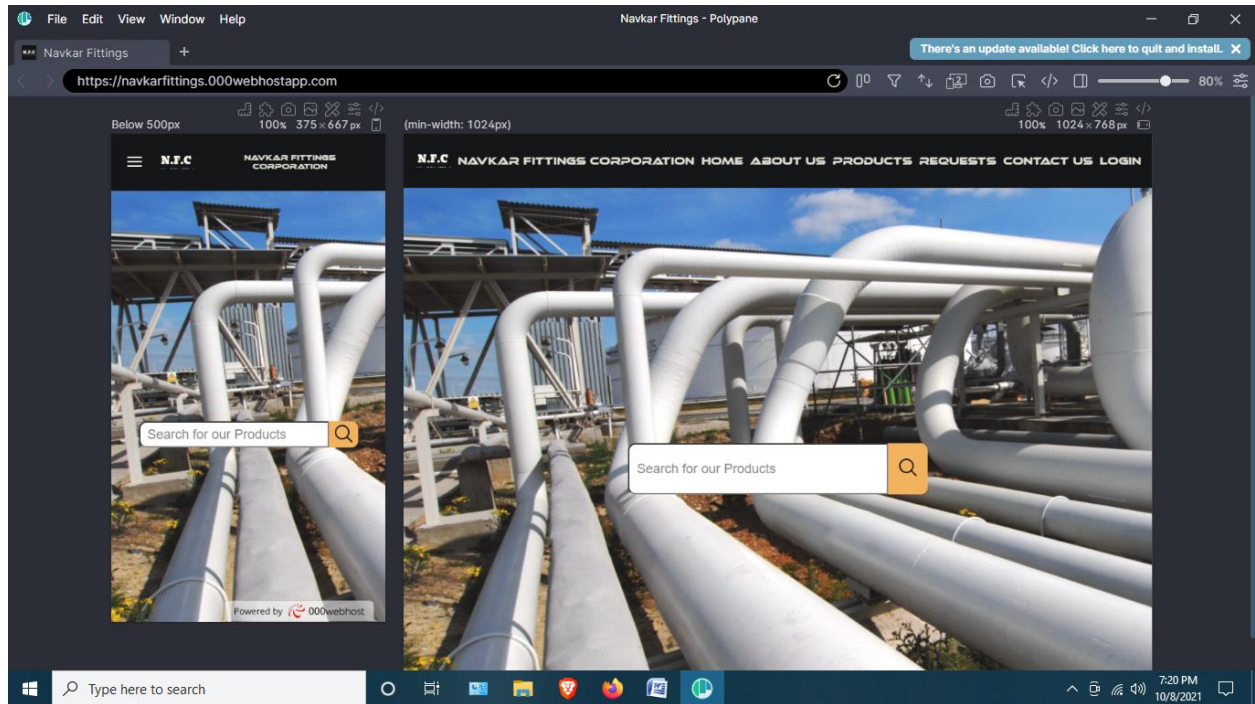 File Edit View Window Help
Navkar Fittings - Polypane
Navkar Fittings
There's an update available! Click here to quit and install. X
https://navkarfittings.000webhostapp.com
80%
Below 500px
100% 375×667 px
(min-width: 1024px)
100% 1024×768 px
N.F.C NAVKAR FITTINGS
CORPORATION
N.F.C NAVKAR FITTINGS CORPORATION HOME ABOUT US PRODUCTS REQUESTS CONTACT US LOGIN
Search for our Products
Search for our Products
Powered by 000webhost
Type here to search
7:20 PM
10/8/2021